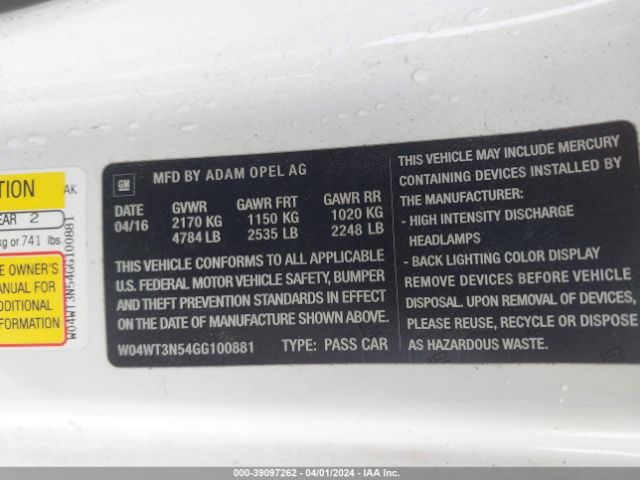 TION
EAR 2
kg or 741 lbs.
E OWNER'S
ANUAL FOR
DDITIONAL
FORMATION
AK
W04WT3N54GG100881
GM
MFD BY ADAM OPEL AG
DATE GVWR GAWR FRT GAWR RR
04/16 2170 KG 1150 KG 1020 KG
4784 LB 2535 LB 2248 LB
THIS VEHICLE CONFORMS TO ALL APPLICABLE
U.S. FEDERAL MOTOR VEHICLE SAFETY, BUMPER
AND THEFT PREVENTION STANDARDS IN EFFECT
ON THE DATE OF MANUFACTURE SHOWN ABOVE.
W04WT3N54GG100881 TYPE: PASS CAR
THIS VEHICLE MAY INCLUDE MERCURY
CONTAINING DEVICES INSTALLED BY
THE MANUFACTURER:
- HIGH INTENSITY DISCHARGE
HEADLAMPS
- BACK LIGHTING COLOR DISPLAY
REMOVE DEVICES BEFORE VEHICLE
DISPOSAL. UPON REMOVAL OF DEVICES,
PLEASE REUSE, RECYCLE OR DISPOSE
AS HAZARDOUS WASTE.
000-39097262 - 04/01/2024 - IAAI.COM